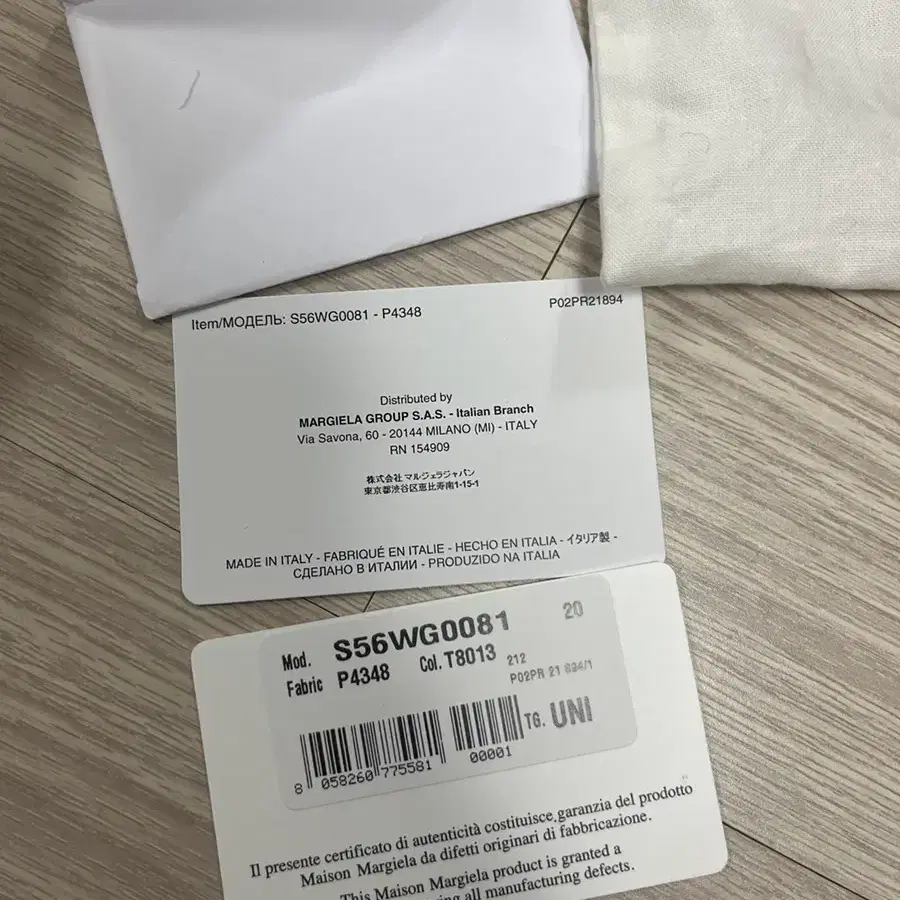 Item/МОДЕЛЬ: S56WG0081 - P4348
P02PR21894
Distributed by
MARGIELA GROUP S.A.S. - Italian Branch
Via Savona, 60 - 20144 MILANO (MI) - ITALY
RN 154909
株式会社 マルジェラジャパン
東京都渋谷区恵比寿南1-15-1
MADE IN ITALY - FABRIQUÉ EN ITALIE - HECHO EN ITALIA - イタリア製 -
СДЕЛАНО В ИТАЛИИ - PRODUZIDO NA ITALIA
Mod. S56WG0081 20
Fabric P4348 Col. T8013 212
P02PR 21 894/1
TG. UNI
8 058260 775581 00001
Il presente certificato di autenticità costituisce garanzia del prodotto
Maison Margiela da difetti originari di fabbricazione.
This Maison Margiela product is granted a
all manufacturing defects.